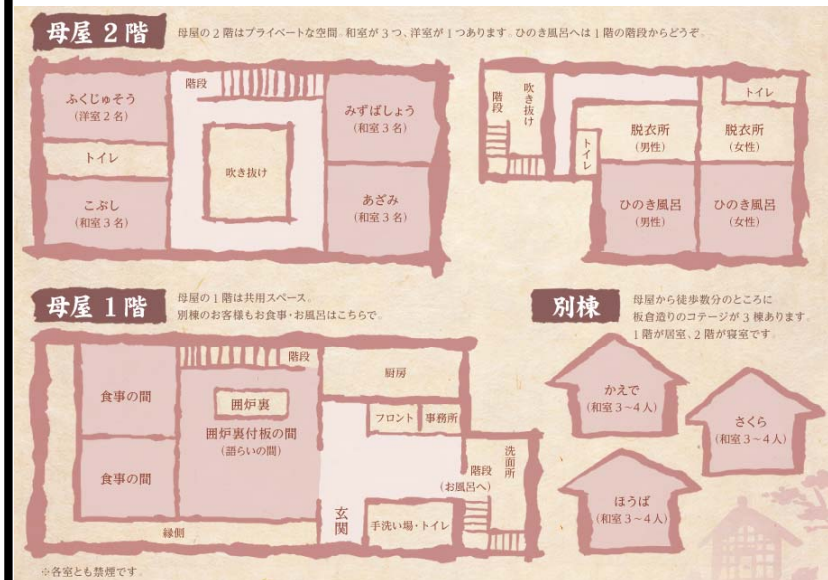 母屋 2 階
母屋の2階はプライベートな空間。和室が3つ、洋室が1つあります。ひのき風呂へは1階の階段からどうぞ。
階段
ふくじゅそう
(洋室 2 名)
トイレ
こぶし
(和室 3 名)
吹き抜け
みずばしょう
(和室 3 名)
あざみ
(和室 3 名)
階段
吹き抜け
トイレ
トイレ
脱衣所
(男性)
脱衣所
(女性)
ひのき風呂
(男性)
ひのき風呂
(女性)
母屋 1 階
母屋の1階は共用スペース。
別棟のお客様もお食事・お風呂はこちらで。
階段
食事の間
食事の間
囲炉裏
囲炉裏付板の間
(語らいの間)
縁側
厨房
フロント
事務所
玄関
手洗い場・トイレ
階段
(お風呂へ)
洗面所
別棟
母屋から徒歩数分のところに
板倉造りのコテージが3棟あります。
1階が居室、2階が寝室です。
かえで
(和室 3~4人)
さくら
(和室 3~4人)
ほうば
(和室 3~4人)
※各室とも禁煙です。